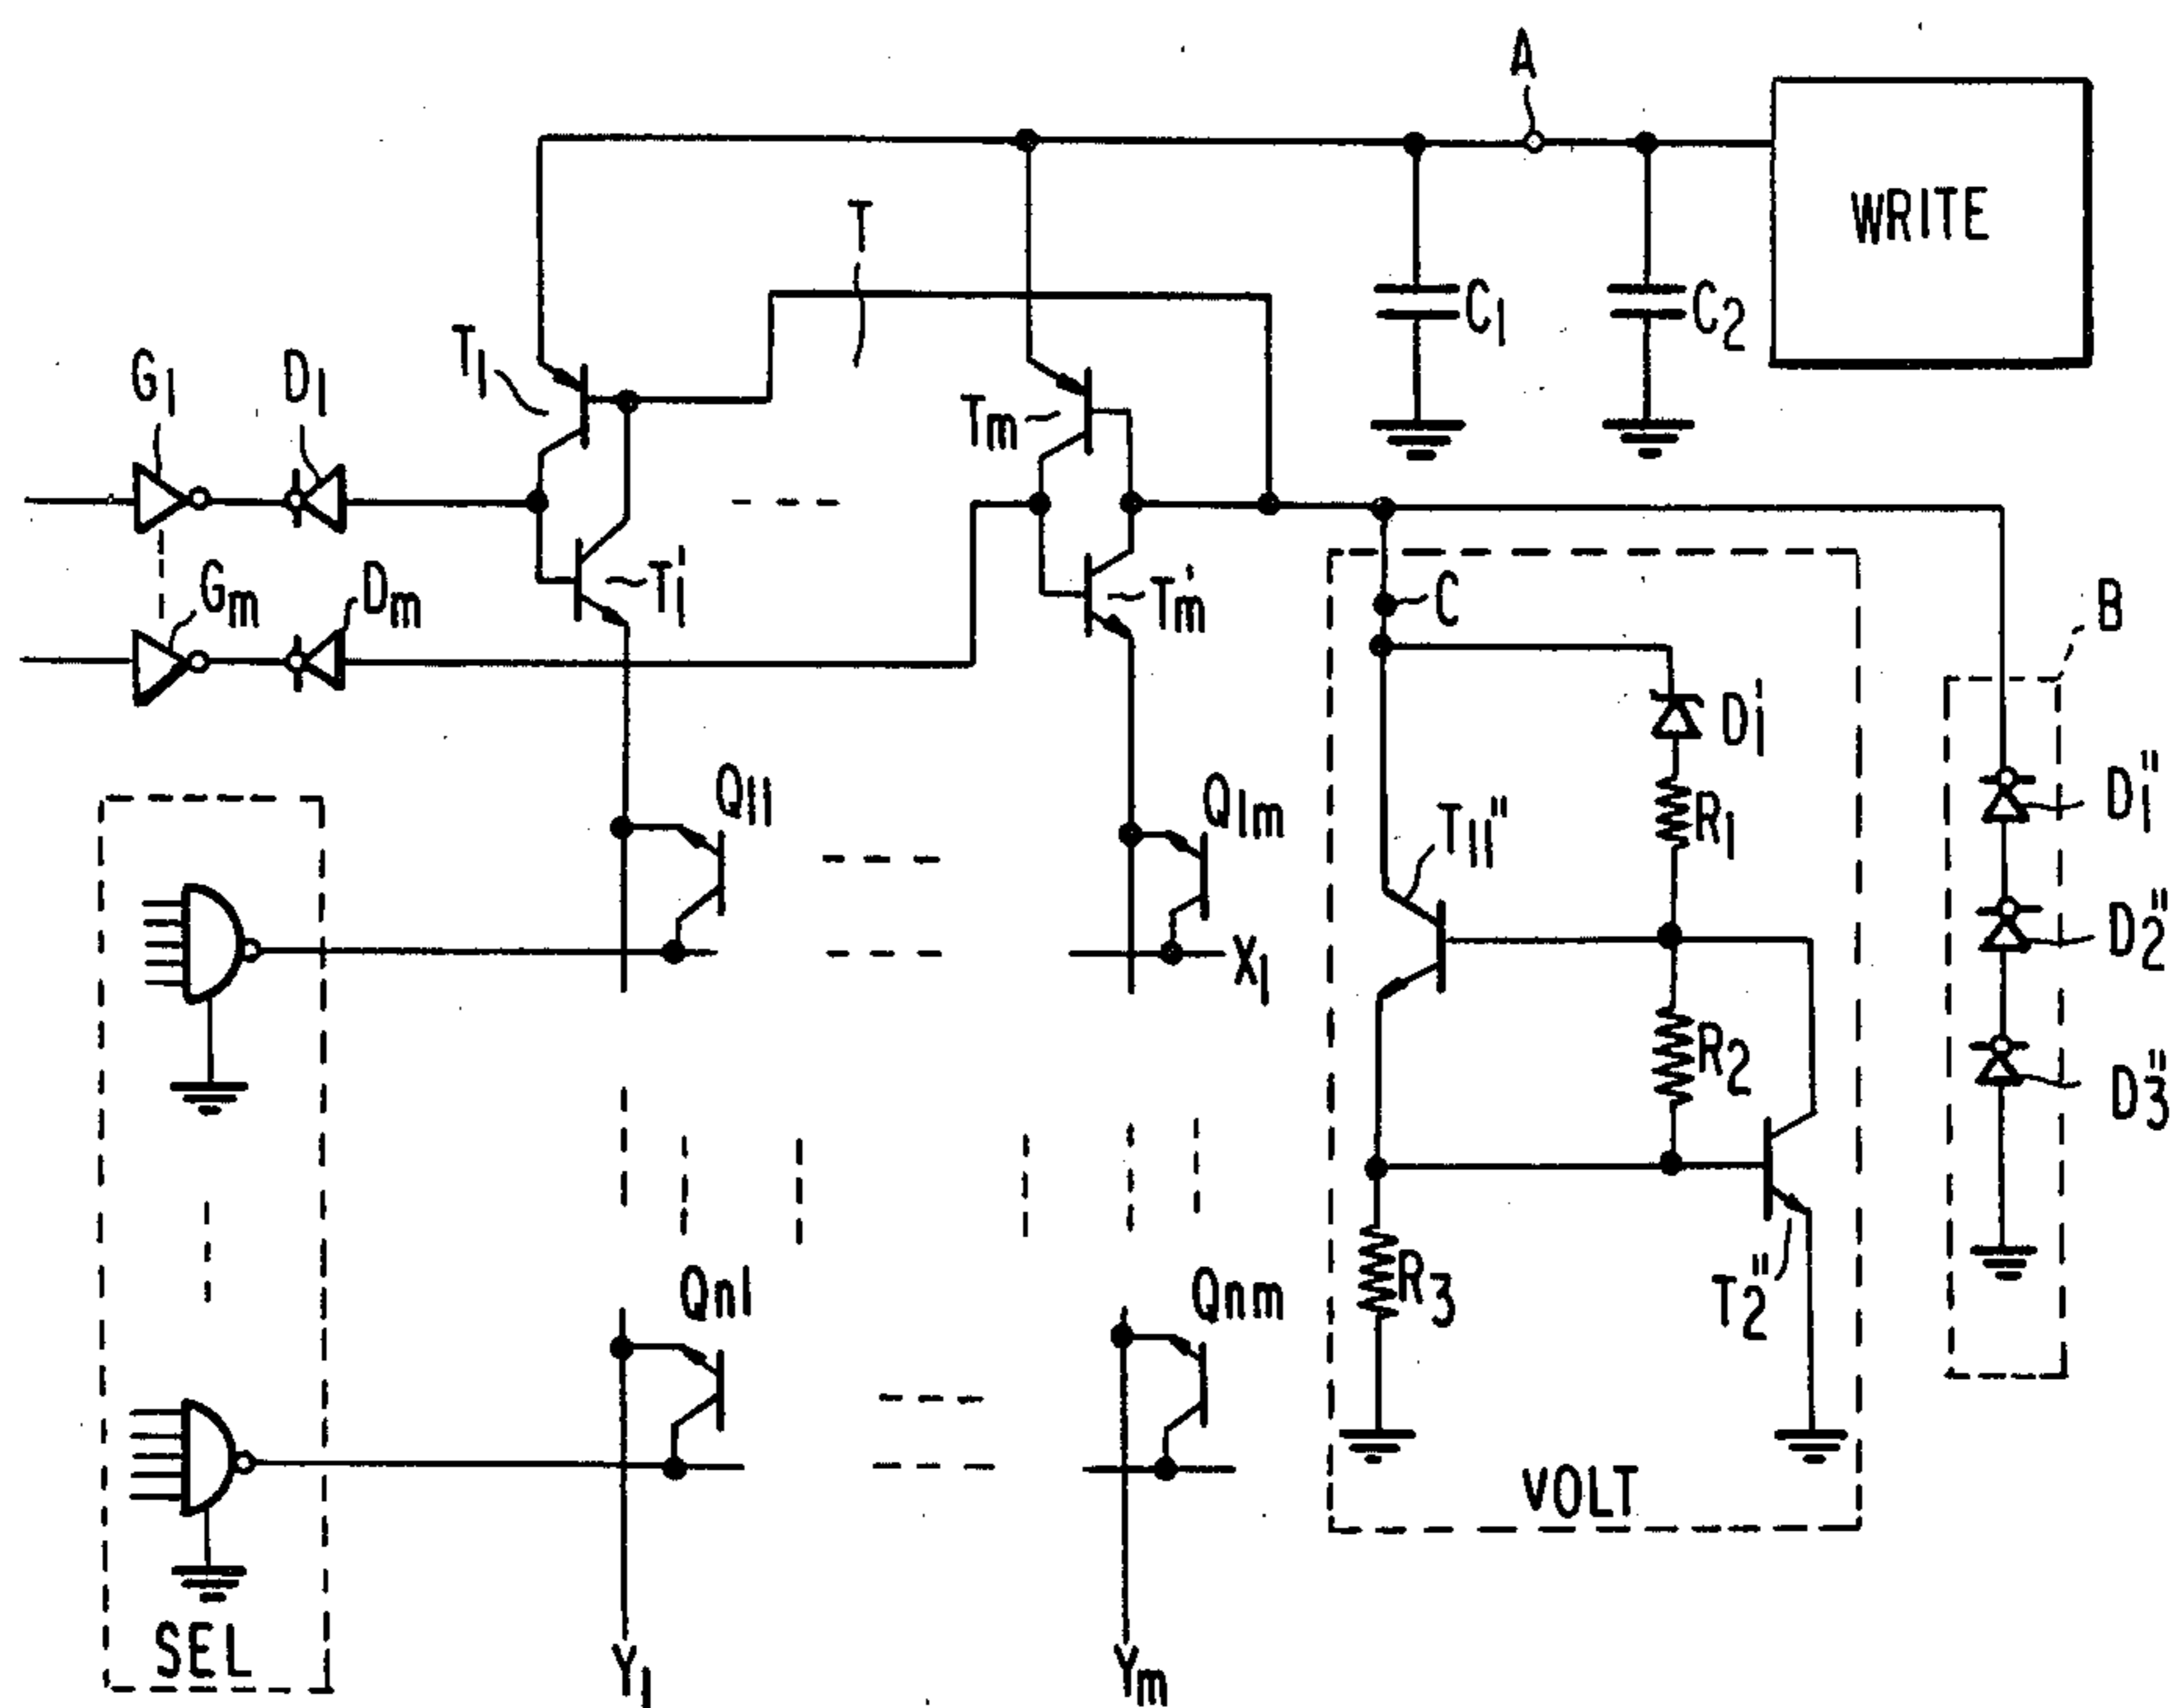 A
WRITE
T
C1
C2
G1
D1
T1
Tm
T1'
Tm'
Gm
Dm
C
B
D1'
Q11
Q1m
T11"
R1
D1"
D2"
X1
R2
D3"
Qn1
Qnm
R3
T2"
VOLT
SEL
Y1
Ym